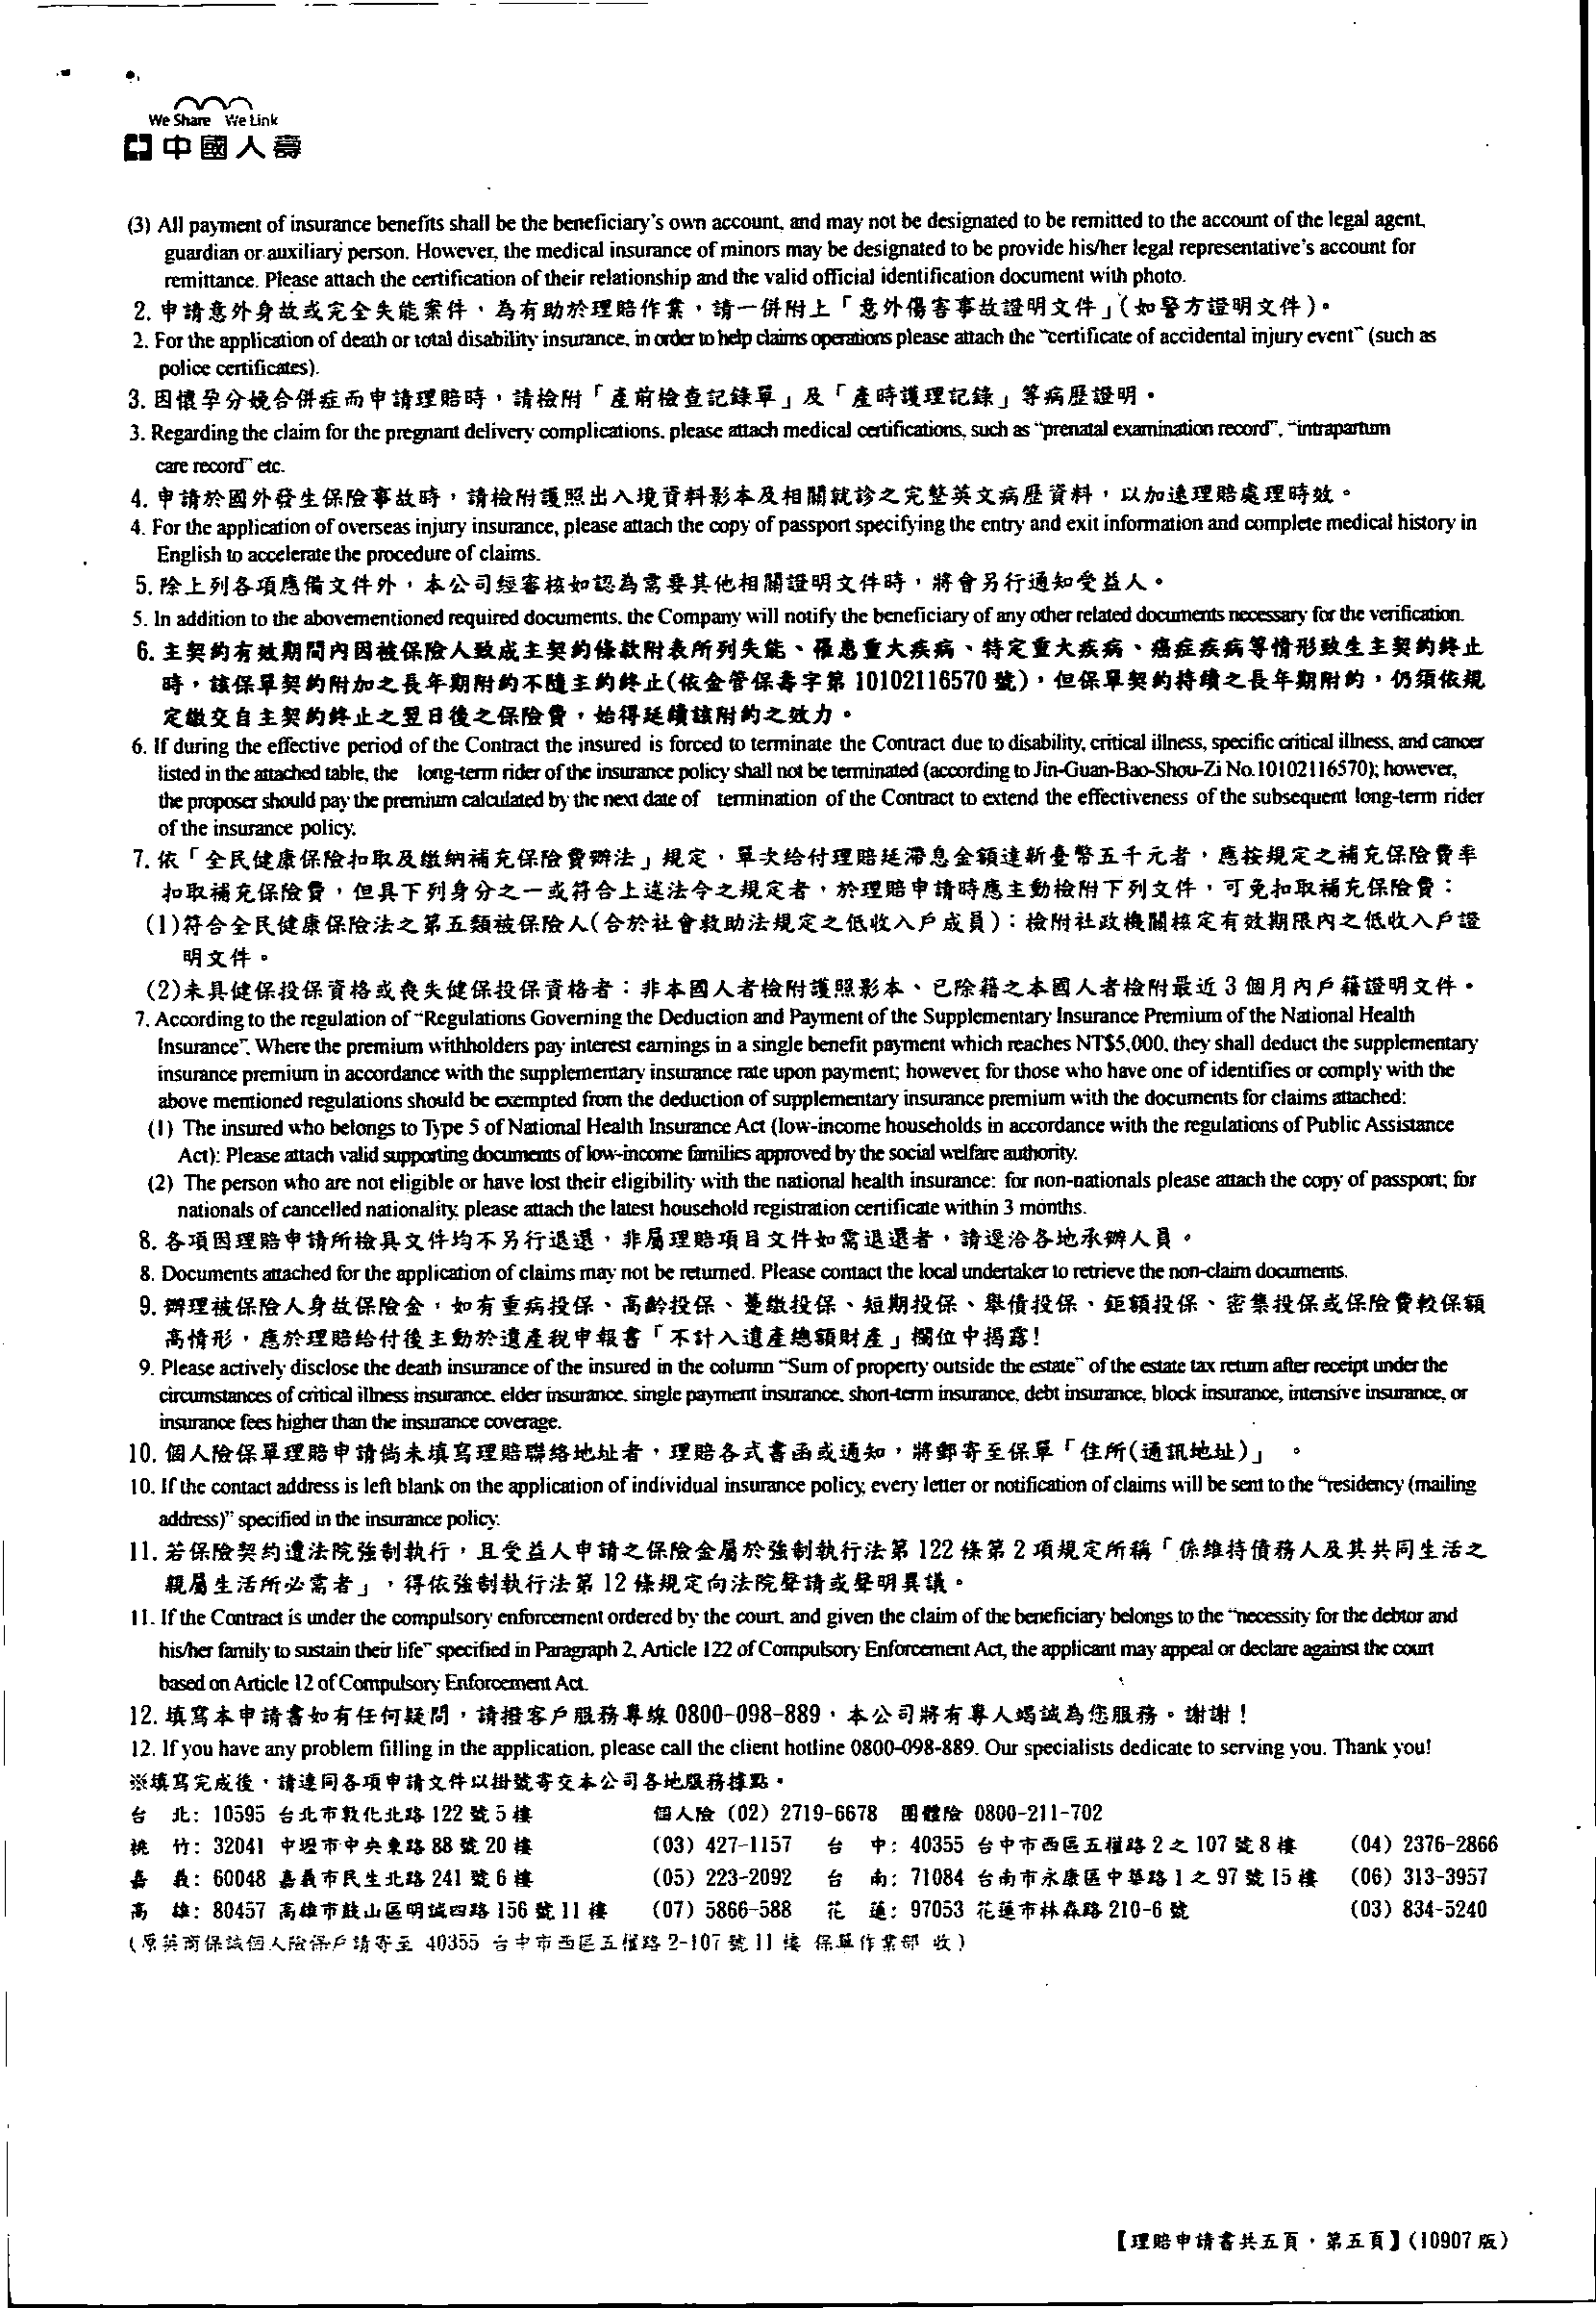 We Share We Link
中國人壽
(3) All payment of insurance benefits shall be the beneficiary's own account, and may not be designated to be remitted to the account of the legal agent,
guardian or auxiliary person. However, the medical insurance of minors may be designated to be provide his/her legal representative's account for
remittance. Please attach the certification of their relationship and the valid official identification document with photo.
2. 申請意外身故或完全失能案件，為有助於理賠作業，請一併附上「意外傷害事故證明文件」(如警方證明文件)。
2. For the application of death or total disability insurance, in order to help claims operations please attach the "certificate of accidental injury event" (such as
police certificates).
3. 因懷孕分娩合併症而申請理賠時，請檢附「產前檢查記錄單」及「產時護理記錄」等病歷證明。
3. Regarding the claim for the pregnant delivery complications, please attach medical certifications, such as "prenatal examination record", "intrapartum
care record" etc.
4. 申請於國外發生保險事故時，請檢附護照出入境資料影本及相關就診之完整英文病歷資料，以加速理賠處理時效。
4. For the application of overseas injury insurance, please attach the copy of passport specifying the entry and exit information and complete medical history in
English to accelerate the procedure of claims.
5. 除上列各項應備文件外，本公司經審核如認為需要其他相關證明文件時，將會另行通知受益人。
5. In addition to the abovementioned required documents, the Company will notify the beneficiary of any other related documents necessary for the verification.
6. 主契約有效期間內因被保險人致成主契約條款附表所列失能、罹患重大疾病、特定重大疾病、癌症疾病等情形致生主契約終止
時，該保單契約附加之長年期附約不隨主約終止(依金管保壽字第 10102116570 號)，但保單契約持續之長年期附約，仍須依規
定繳交自主契約終止之翌日後之保險費，始得延續該附約之效力。
6. If during the effective period of the Contract the insured is forced to terminate the Contract due to disability, critical illness, specific critical illness, and cancer
listed in the attached table, the long-term rider of the insurance policy shall not be terminated (according to Jin-Guan-Bao-Shou-Zi No.10102116570); however,
the proposer should pay the premium calculated by the next date of termination of the Contract to extend the effectiveness of the subsequent long-term rider
of the insurance policy.
7. 依「全民健康保險扣取及繳納補充保險費辦法」規定，單次給付理賠延滯息金額達新臺幣五千元者，應按規定之補充保險費率
扣取補充保險費，但具下列身分之一或符合上述法令之規定者，於理賠申請時應主動檢附下列文件，可免扣取補充保險費：
(1)符合全民健康保險法之第五類被保險人(合於社會救助法規定之低收入戶成員)：檢附社政機關核定有效期限內之低收入戶證
明文件。
(2)未具健保投保資格或喪失健保投保資格者：非本國人者檢附護照影本、已除籍之本國人者檢附最近 3 個月內戶籍證明文件。
7. According to the regulation of "Regulations Governing the Deduction and Payment of the Supplementary Insurance Premium of the National Health
Insurance". Where the premium withholders pay interest earnings in a single benefit payment which reaches NT$5,000, they shall deduct the supplementary
insurance premium in accordance with the supplementary insurance rate upon payment; however, for those who have one of identifies or comply with the
above mentioned regulations should be exempted from the deduction of supplementary insurance premium with the documents for claims attached:
(1) The insured who belongs to Type 5 of National Health Insurance Act (low-income households in accordance with the regulations of Public Assistance
Act): Please attach valid supporting documents of low-income families approved by the social welfare authority.
(2) The person who are not eligible or have lost their eligibility with the national health insurance: for non-nationals please attach the copy of passport; for
nationals of cancelled nationality, please attach the latest household registration certificate within 3 months.
8. 各項因理賠申請所檢具文件均不另行退還，非屬理賠項目文件如需退還者，請逕洽各地承辦人員。
8. Documents attached for the application of claims may not be returned. Please contact the local undertaker to retrieve the non-claim documents.
9. 辦理被保險人身故保險金，如有重病投保、高齡投保、躉繳投保、短期投保、舉債投保、鉅額投保、密集投保或保險費較保額
高情形，應於理賠給付後主動於遺產稅申報書「不計入遺產總額財產」欄位中揭露！
9. Please actively disclose the death insurance of the insured in the column "Sum of property outside the estate" of the estate tax return after receipt under the
circumstances of critical illness insurance, elder insurance, single payment insurance, short-term insurance, debt insurance, block insurance, intensive insurance, or
insurance fees higher than the insurance coverage.
10. 個人險保單理賠申請倘未填寫理賠聯絡地址者，理賠各式書函或通知，將郵寄至保單「住所(通訊地址)」 。
10. If the contact address is left blank on the application of individual insurance policy, every letter or notification of claims will be sent to the "residency (mailing
address)" specified in the insurance policy.
11. 若保險契約遭法院強制執行，且受益人申請之保險金屬於強制執行法第 122 條第 2 項規定所稱「係維持債務人及其共同生活之
親屬生活所必需者」，得依強制執行法第 12 條規定向法院聲請或聲明異議。
11. If the Contract is under the compulsory enforcement ordered by the court, and given the claim of the beneficiary belongs to the "necessity for the debtor and
his/her family to sustain their life" specified in Paragraph 2, Article 122 of Compulsory Enforcement Act, the applicant may appeal or declare against the court
based on Article 12 of Compulsory Enforcement Act.
12. 填寫本申請書如有任何疑問，請撥客戶服務專線 0800-098-889，本公司將有專人竭誠為您服務。謝謝！
12. If you have any problem filling in the application, please call the client hotline 0800-098-889. Our specialists dedicate to serving you. Thank you!
※填寫完成後，請連同各項申請文件以掛號寄交本公司各地服務據點。
台 北: 10595 台北市敦化北路 122 號 5 樓 個人險 (02) 2719-6678 團體險 0800-211-702
桃 竹: 32041 中壢市中央東路 88 號 20 樓 (03) 427-1157 台 中: 40355 台中市西區五權路 2 之 107 號 8 樓 (04) 2376-2866
嘉 義: 60048 嘉義市民生北路 241 號 6 樓 (05) 223-2092 台 南: 71084 台南市永康區中華路 1 之 97 號 15 樓 (06) 313-3957
高 雄: 80457 高雄市鼓山區明誠四路 156 號 11 樓 (07) 5866-588 花 蓮: 97053 花蓮市林森路 210-6 號 (03) 834-5240
(原英商保誠個人險保戶請寄至 40355 台中市西區五權路 2-107 號 11 樓 保單作業部 收)
【理賠申請書共五頁，第五頁】(10907 版)